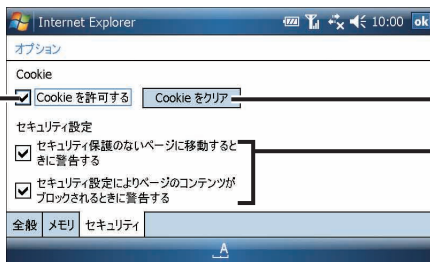 Internet Explorer 10:00 ok
オプション
Cookie
Cookie を許可する Cookie をクリア
セキュリティ設定
セキュリティ保護のないページに移動すると
きに警告する
セキュリティ設定によりページのコンテンツが
ブロックされるときに警告する
全般 メモリ セキュリティ
A